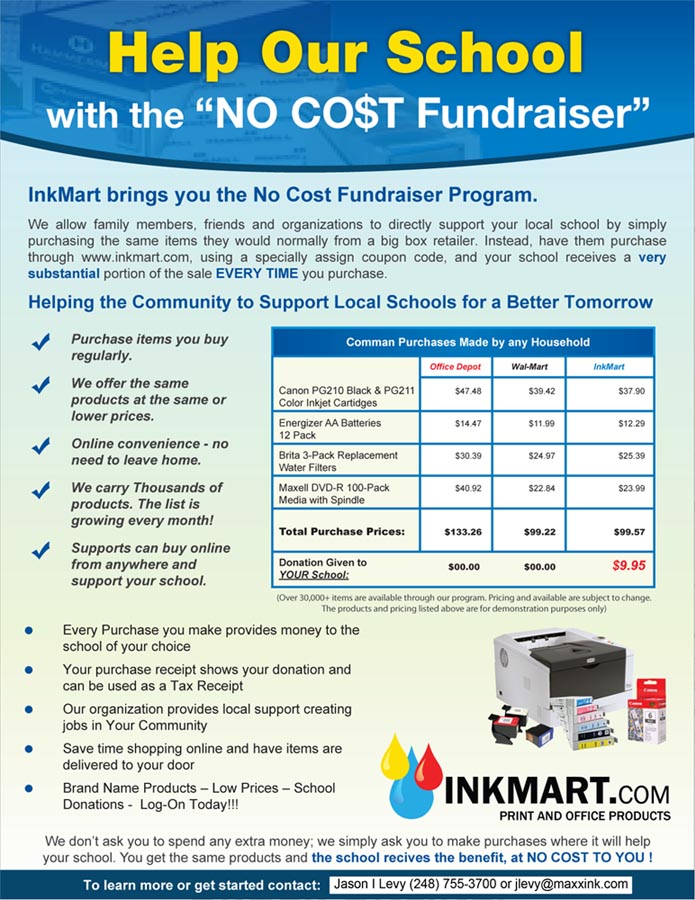 Help Our School
with the “NO CO$T Fundraiser”
InkMart brings you the No Cost Fundraiser Program.
We allow family members, friends and organizations to directly support your local school by simply
purchasing the same items they would normally from a big box retailer. Instead, have them purchase
through www.inkmart.com, using a specially assign coupon code, and your school receives a very
substantial portion of the sale EVERY TIME you purchase.
Helping the Community to Support Local Schools for a Better Tomorrow
Purchase items you buy
regularly.
We offer the same
products at the same or
lower prices.
Online convenience - no
need to leave home.
We carry Thousands of
products. The list is
growing every month!
Supports can buy online
from anywhere and
support your school.
Comman Purchases Made by any Household
Office Depot Wal-Mart InkMart
Canon PG210 Black & PG211
Color Inkjet Cartidges
$47.48 $39.42 $37.90
Energizer AA Batteries
12 Pack
$14.47 $11.99 $12.29
Brita 3-Pack Replacement
Water Filters
$30.39 $24.97 $25.39
Maxell DVD-R 100-Pack
Media with Spindle
$40.92 $22.84 $23.99
Total Purchase Prices: $133.26 $99.22 $99.57
Donation Given to
YOUR School:
$00.00 $00.00 $9.95
(Over 30,000+ items are available through our program. Pricing and available are subject to change.
The products and pricing listed above are for demonstration purposes only)
Every Purchase you make provides money to the
school of your choice
Your purchase receipt shows your donation and
can be used as a Tax Receipt
Our organization provides local support creating
jobs in Your Community
Save time shopping online and have items are
delivered to your door
Brand Name Products – Low Prices – School
Donations - Log-On Today!!!
Canon
6
INKMART.COM
PRINT AND OFFICE PRODUCTS
We don’t ask you to spend any extra money; we simply ask you to make purchases where it will help
your school. You get the same products and the school recives the benefit, at NO COST TO YOU !
To learn more or get started contact: Jason I Levy (248) 755-3700 or jlevy@maxxink.com